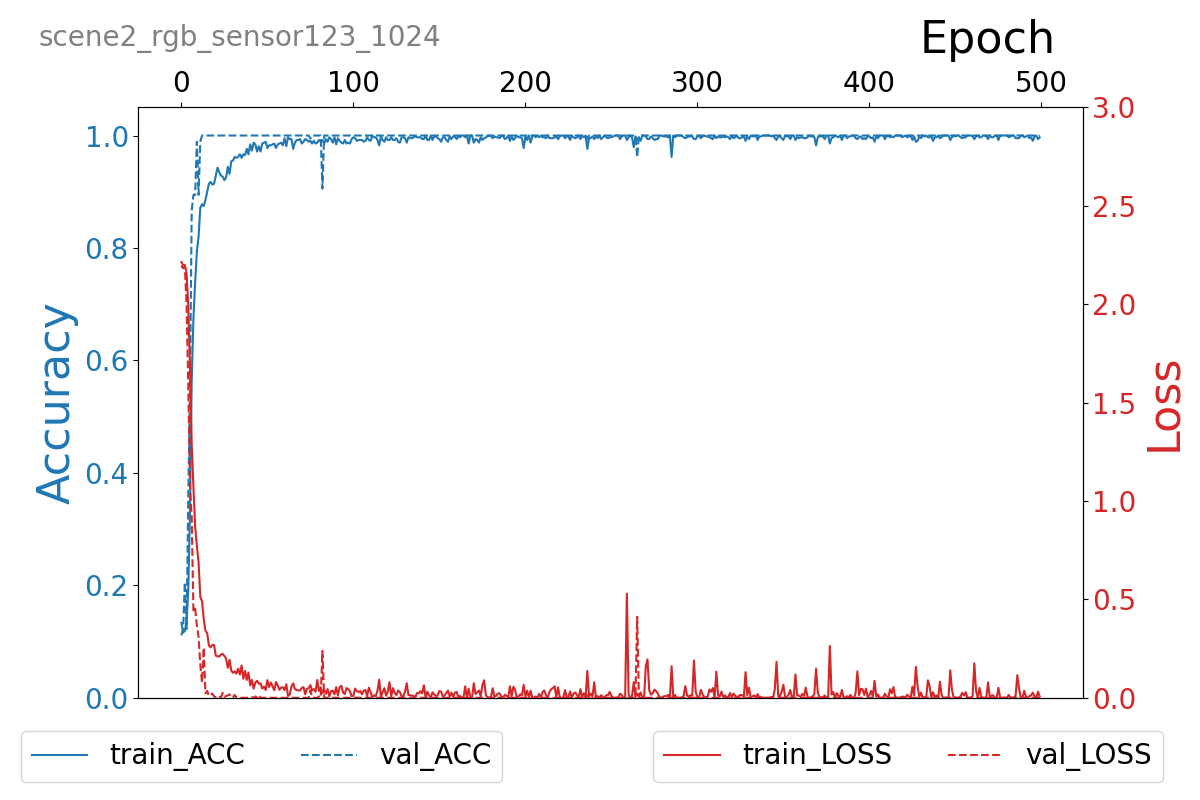 scene2_rgb_sensor123_1024
Epoch
0 100 200 300 400 500
1.0
0.8
0.6
0.4
0.2
0.0
Accuracy
3.0
2.5
2.0
1.5
1.0
0.5
0.0
Loss
train_ACC val_ACC
train_LOSS val_LOSS